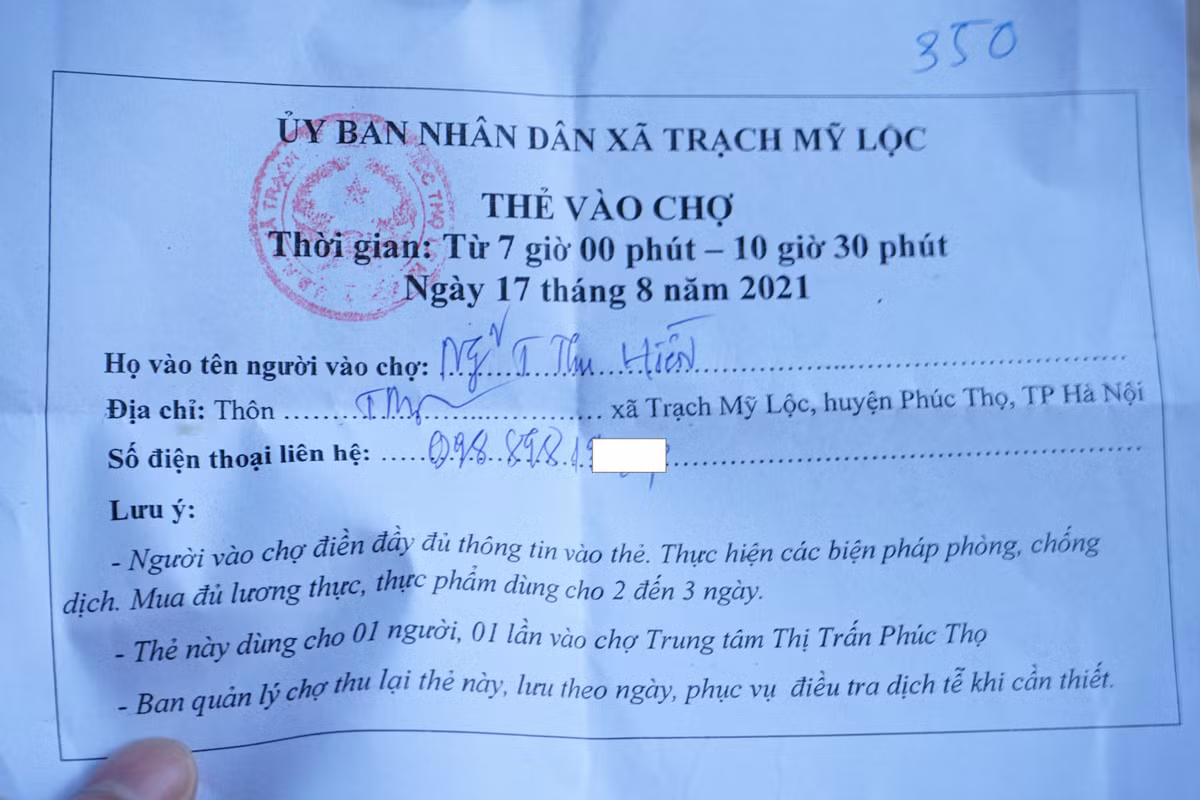 350
ỦY BAN NHÂN DÂN XÃ TRẠCH MỸ LỘC
THẺ VÀO CHỢ
Thời gian: Từ 7 giờ 00 phút – 10 giờ 30 phút
Ngày 17 tháng 8 năm 2021
Họ vào tên người vào chợ: Ng̃ T Thu Hiền
Địa chỉ: Thôn ........ xã Trạch Mỹ Lộc, huyện Phúc Thọ, TP Hà Nội
Số điện thoại liên hệ: 098.898.13
Lưu ý:
- Người vào chợ điền đầy đủ thông tin vào thẻ. Thực hiện các biện pháp phòng, chống
dịch. Mua đủ lương thực, thực phẩm dùng cho 2 đến 3 ngày.
- Thẻ này dùng cho 01 người, 01 lần vào chợ Trung tâm Thị Trấn Phúc Thọ
- Ban quản lý chợ thu lại thẻ này, lưu theo ngày, phục vụ điều tra dịch tễ khi cần thiết.